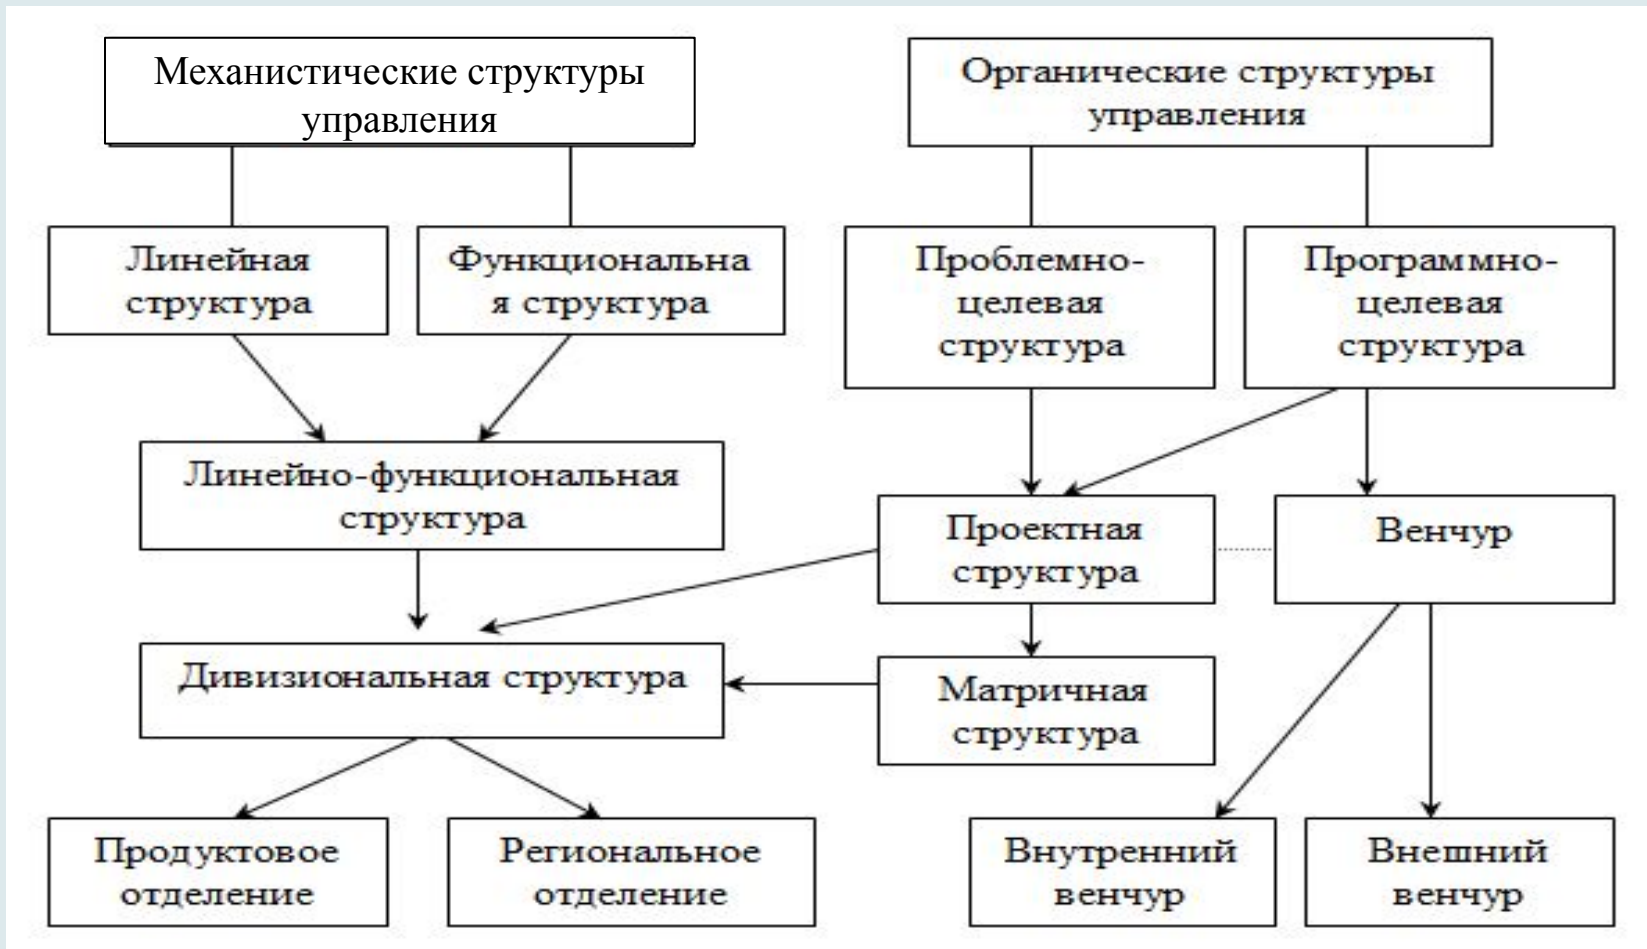 Механистические структуры
управления
Органические структуры
управления
Линейная
структура
Функциональна
я структура
Проблемно-
целевая
структура
Программно-
целевая
структура
Линейно-функциональная
структура
Проектная
структура
Венчур
Дивизиональная структура
Матричная
структура
Продуктовое
отделение
Региональное
отделение
Внутренний
венчур
Внешний
венчур